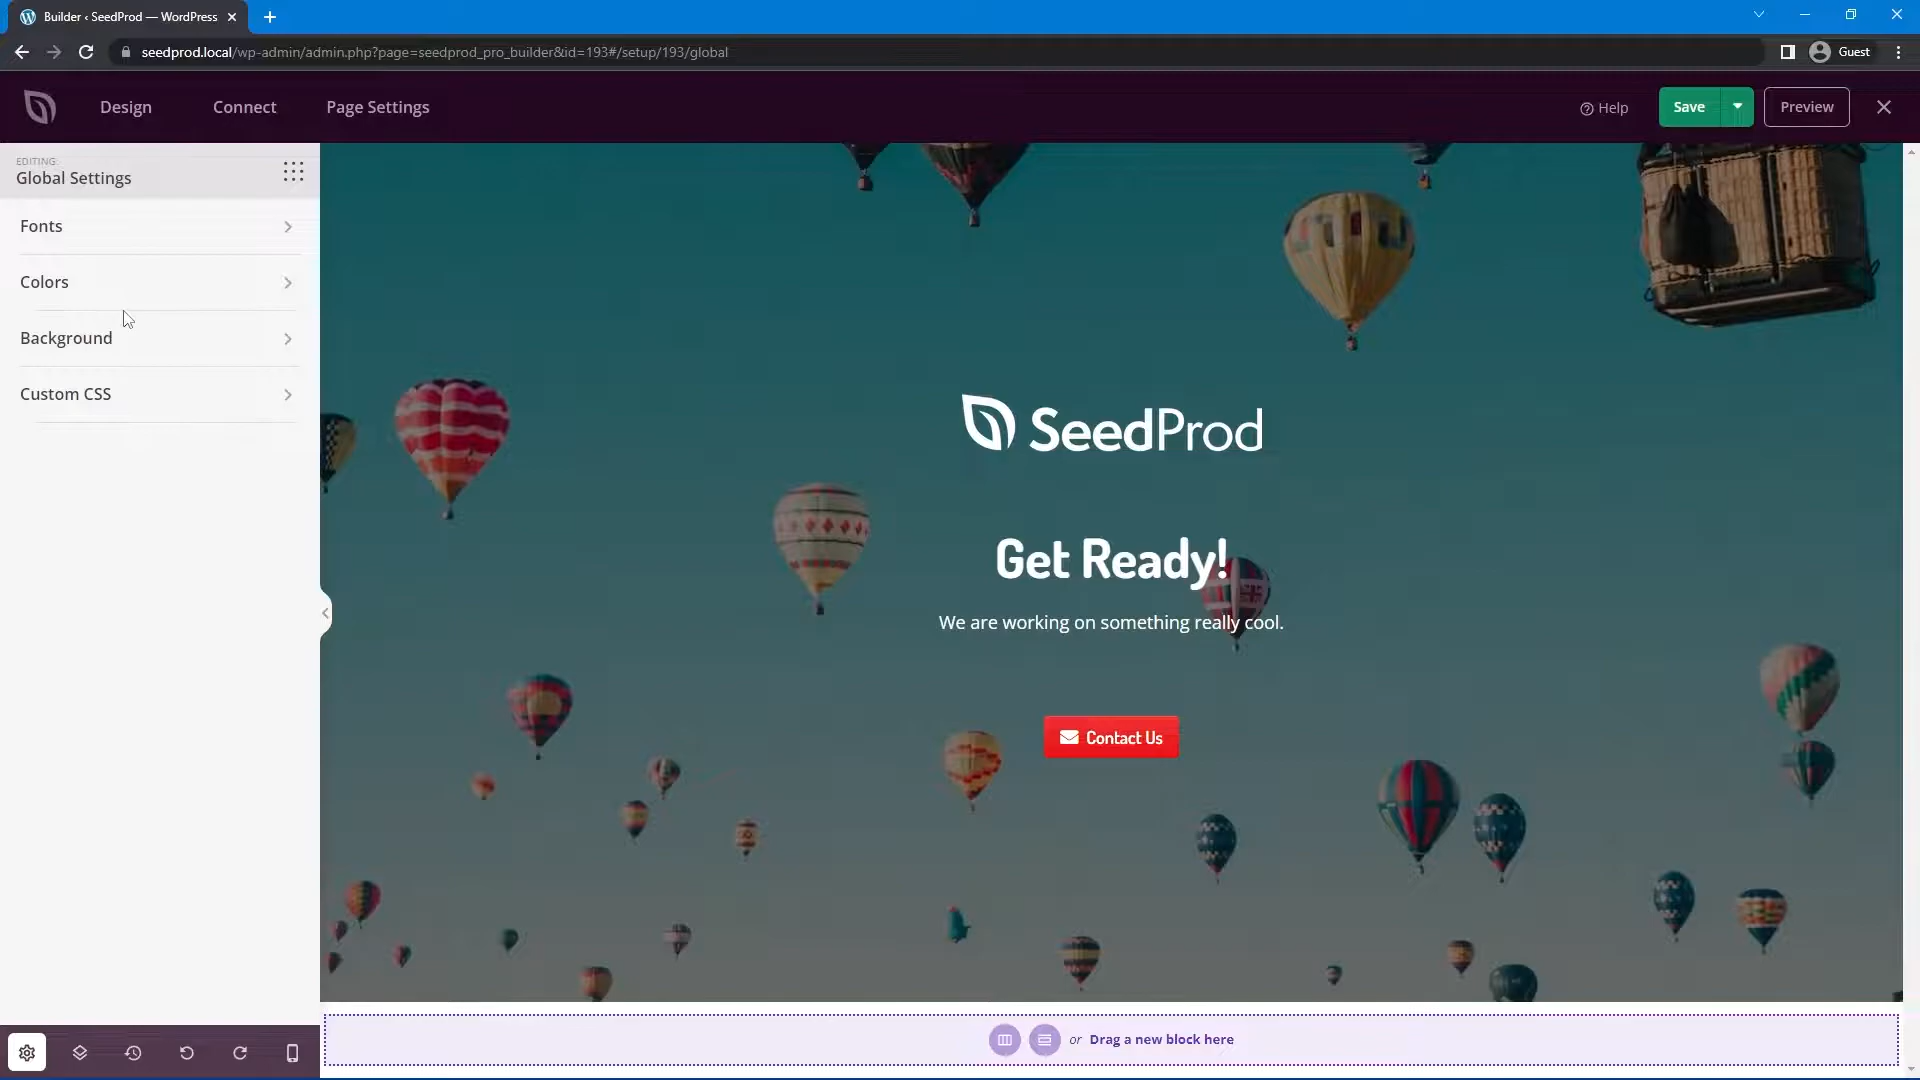 Builder ‹ SeedProd — WordPress
seedprod.local/wp-admin/admin.php?page=seedprod_pro_builder&id=193#/setup/193/global
Guest
Design
Connect
Page Settings
Help
Save
Preview
EDITING:
Global Settings
Fonts
Colors
Background
Custom CSS
SeedProd
Get Ready!
We are working on something really cool.
Contact Us
or Drag a new block here